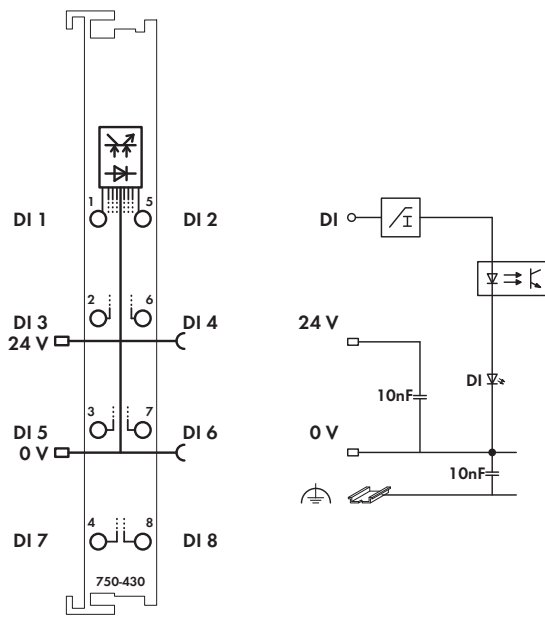 1 5
DI 1 DI 2
2 6
DI 3 DI 4
24 V
3 7
DI 5 DI 6
0 V
4 8
DI 7 DI 8
750-430
DI
24 V
10nF
DI
0 V
10nF